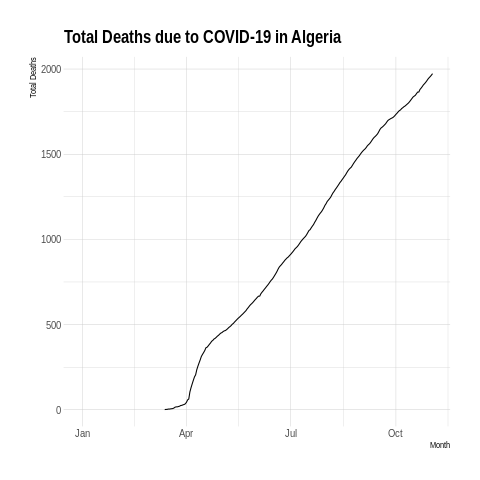 Total Deaths due to COVID-19 in Algeria
Total Deaths
2000
1500
1000
500
0
Jan Apr Jul Oct
Month